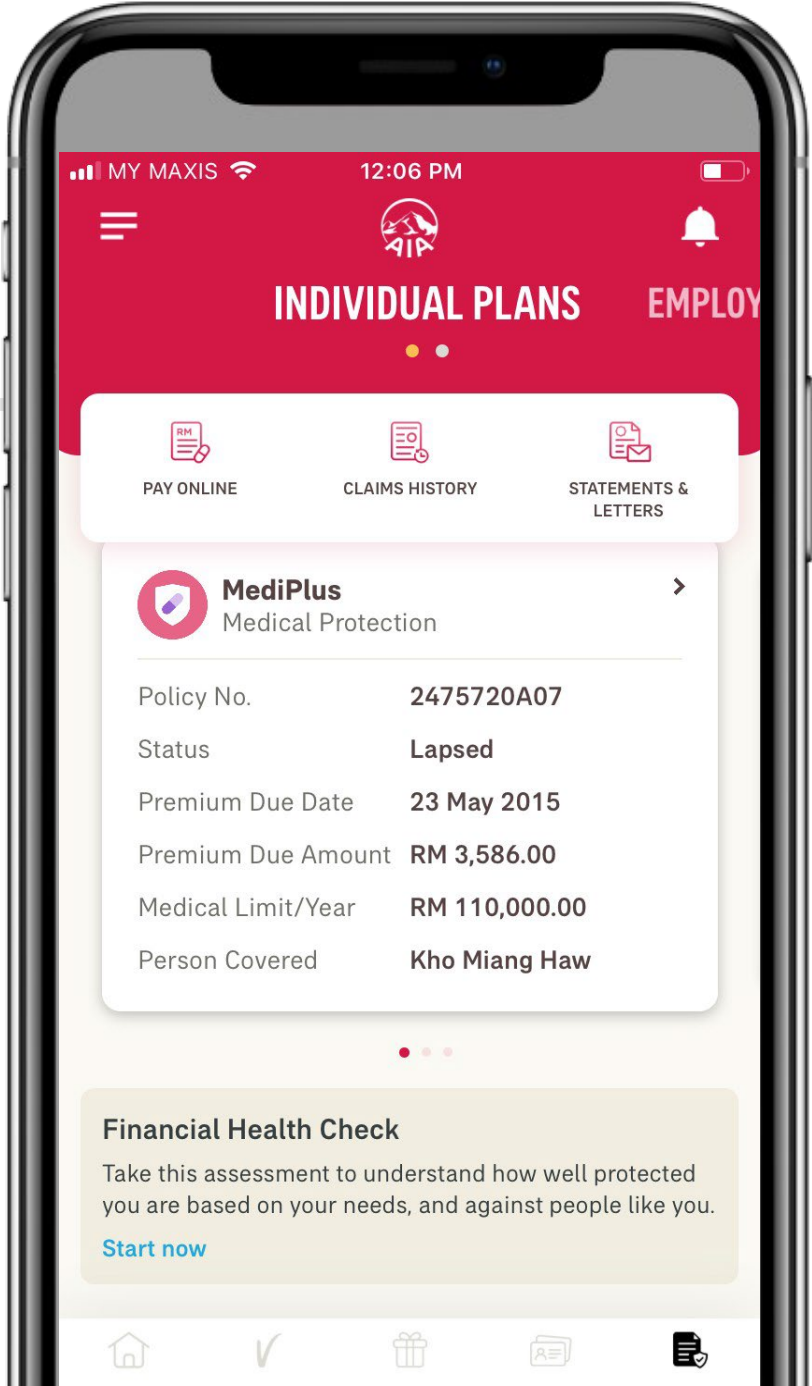 MY MAXIS
12:06 PM
AIA
INDIVIDUAL PLANS
EMPLOY
RM
PAY ONLINE
CLAIMS HISTORY
STATEMENTS &
LETTERS
MediPlus
Medical Protection
Policy No. 2475720A07
Status Lapsed
Premium Due Date 23 May 2015
Premium Due Amount RM 3,586.00
Medical Limit/Year RM 110,000.00
Person Covered Kho Miang Haw
Financial Health Check
Take this assessment to understand how well protected
you are based on your needs, and against people like you.
Start now